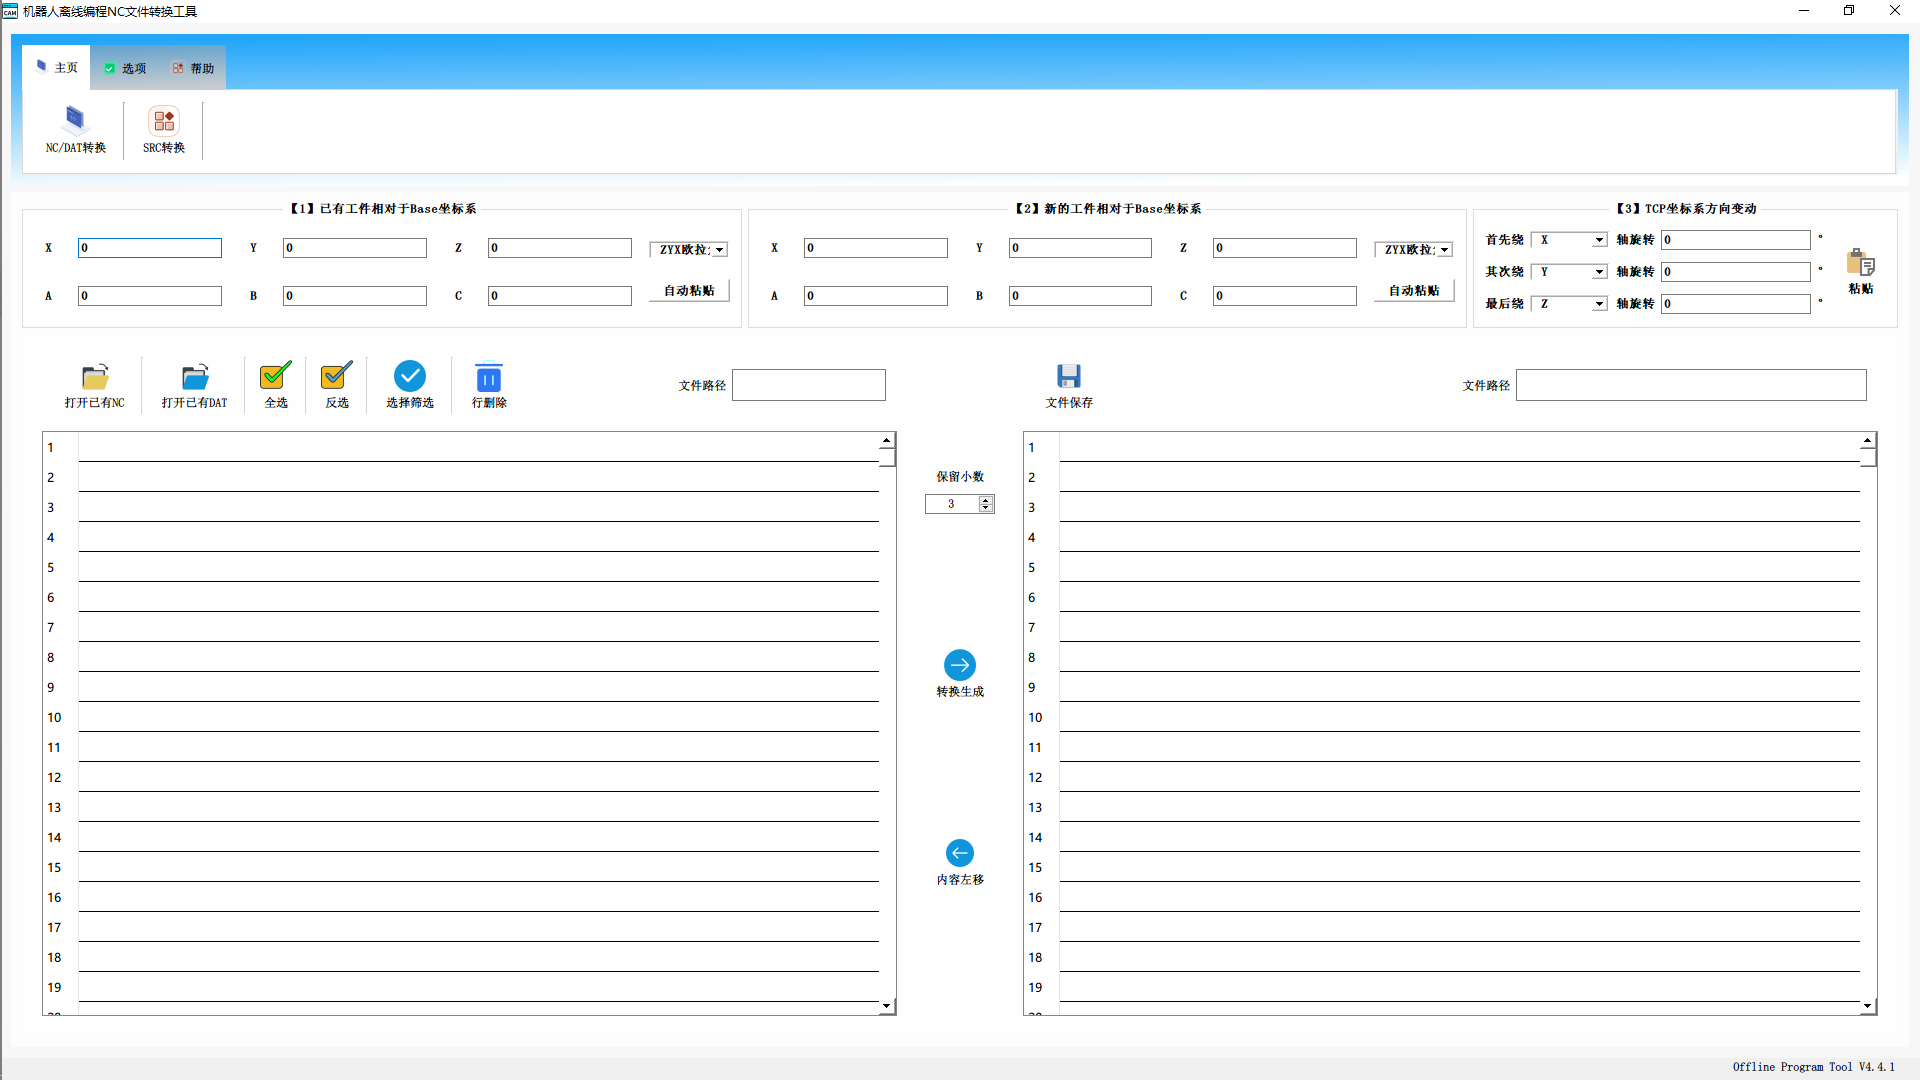 机器人离线编程NC文件转换工具
主页 选项 帮助
NC/DAT转换 SRC转换
【1】已有工件相对于Base坐标系
X 0 Y 0 Z 0 ZYX欧拉
A 0 B 0 C 0 自动粘贴
【2】新的工件相对于Base坐标系
X 0 Y 0 Z 0 ZYX欧拉
A 0 B 0 C 0 自动粘贴
【3】TCP坐标系方向变动
首先绕 X 轴旋转 0 °
其次绕 Y 轴旋转 0 °
最后绕 Z 轴旋转 0 °
粘贴
打开已有NC 打开已有DAT 全选 反选 选择筛选 行删除 文件路径
文件保存 文件路径
1
2
3
4
5
6
7
8
9
10
11
12
13
14
15
16
17
18
19
保留小数
3
转换生成
内容左移
1
2
3
4
5
6
7
8
9
10
11
12
13
14
15
16
17
18
19
Offline Program Tool V4.4.1